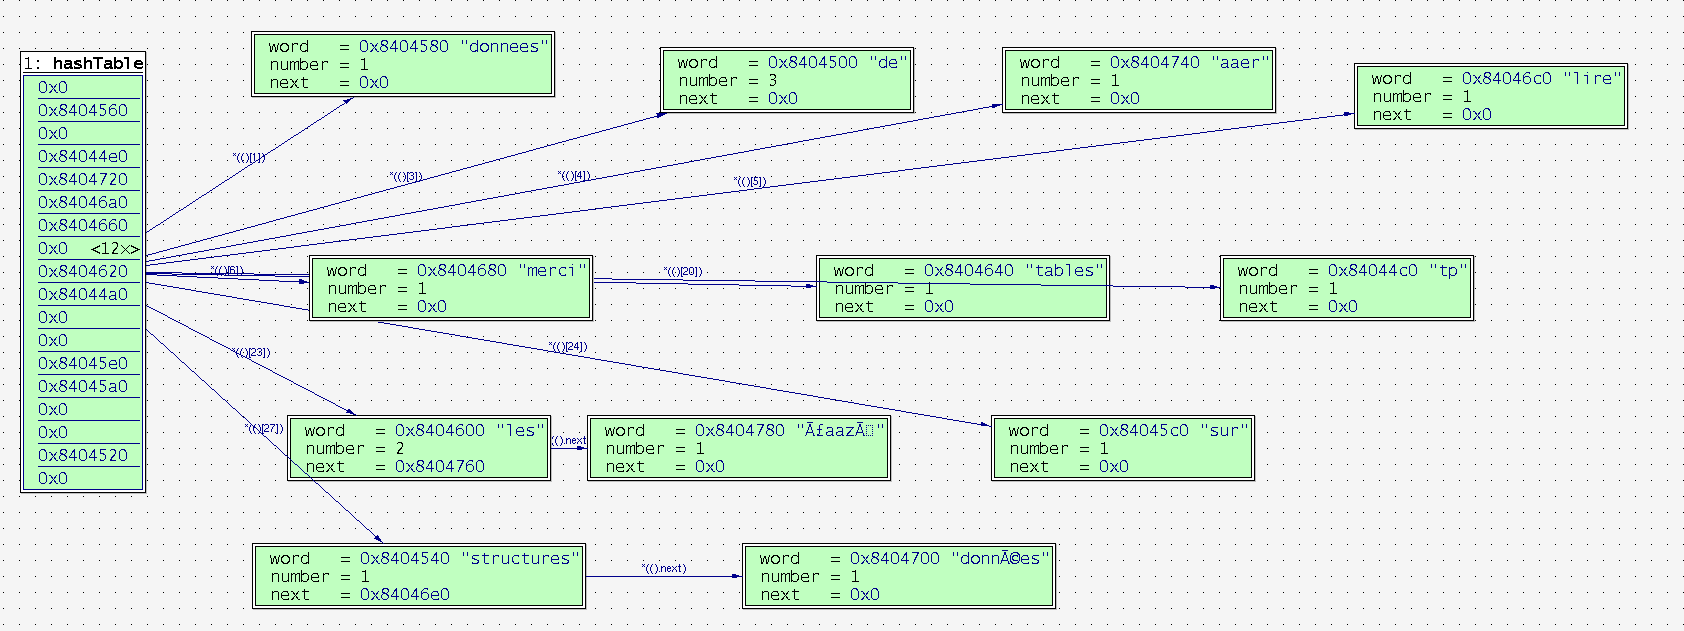 1: hashTable
0x0
0x8404560
0x0
0x84044e0
0x8404720
0x84046a0
0x8404660
0x0 <12x>
0x8404620
0x84044a0
0x0
0x0
0x84045e0
0x84045a0
0x0
0x0
0x8404520
0x0
word = 0x8404580 "donnees"
number = 1
next = 0x0
word = 0x8404500 "de"
number = 3
next = 0x0
word = 0x8404740 "aaer"
number = 1
next = 0x0
word = 0x84046c0 "lire"
number = 1
next = 0x0
*(()[1])
*(()[3])
*(()[4])
*(()[5])
*(()[6])
word = 0x8404680 "merci"
number = 1
next = 0x0
*(()[20])
word = 0x8404640 "tables"
number = 1
next = 0x0
word = 0x84044c0 "tp"
number = 1
next = 0x0
*(()[23])
*(()[24])
*(()[27])
word = 0x8404600 "les"
number = 2
next = 0x8404760
(().next
word = 0x8404780 "ÃfaazÃ"
number = 1
next = 0x0
word = 0x84045c0 "sur"
number = 1
next = 0x0
word = 0x8404540 "structures"
number = 1
next = 0x84046e0
*(().next)
word = 0x8404700 "donnÃ©es"
number = 1
next = 0x0